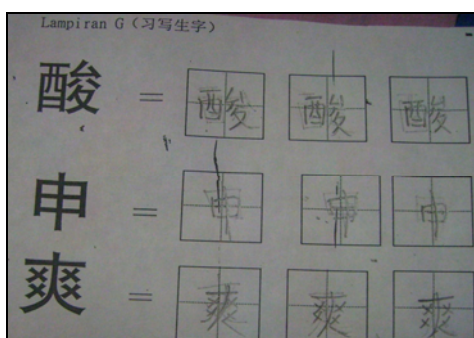 Lampiran G (习写生字)
酸 = 酸 酸 酸
申 = 申 申 申
爽 = 爽 爽 爽